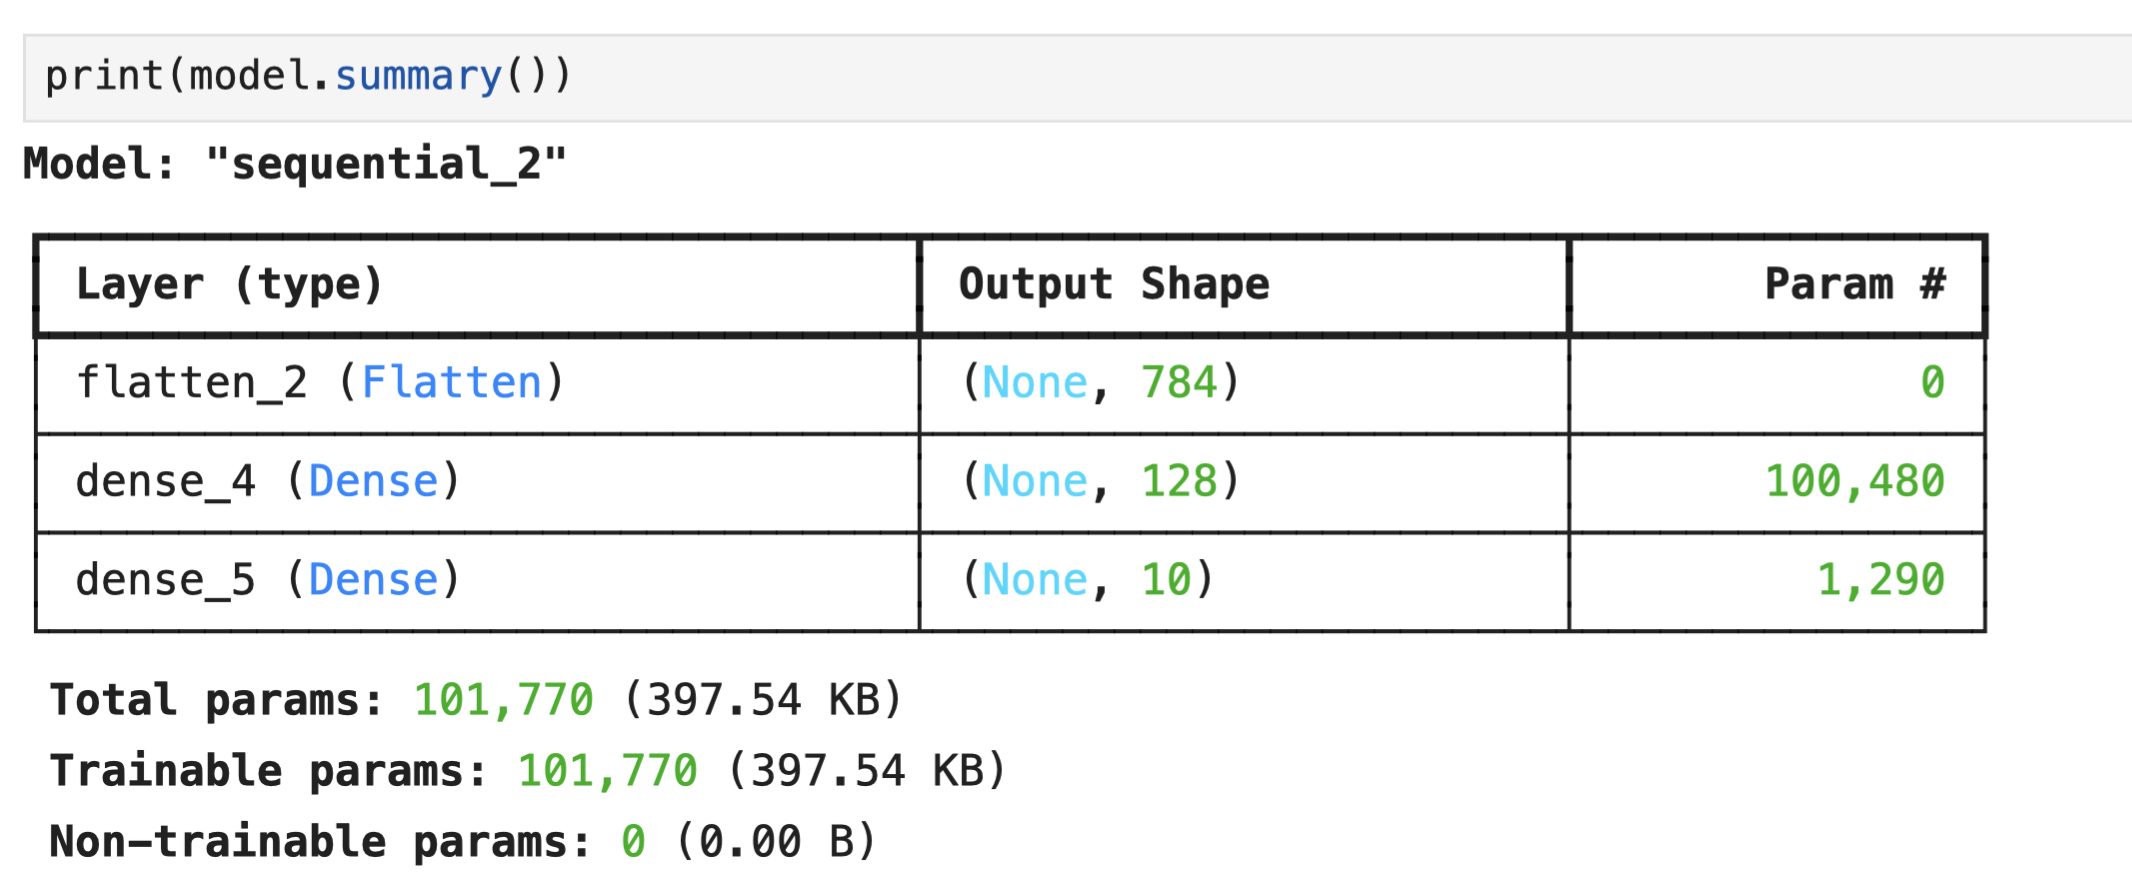 print(model.summary())
Model: "sequential_2"
Layer (type) Output Shape Param #
flatten_2 (Flatten) (None, 784) 0
dense_4 (Dense) (None, 128) 100,480
dense_5 (Dense) (None, 10) 1,290
Total params: 101,770 (397.54 KB)
Trainable params: 101,770 (397.54 KB)
Non-trainable params: 0 (0.00 B)